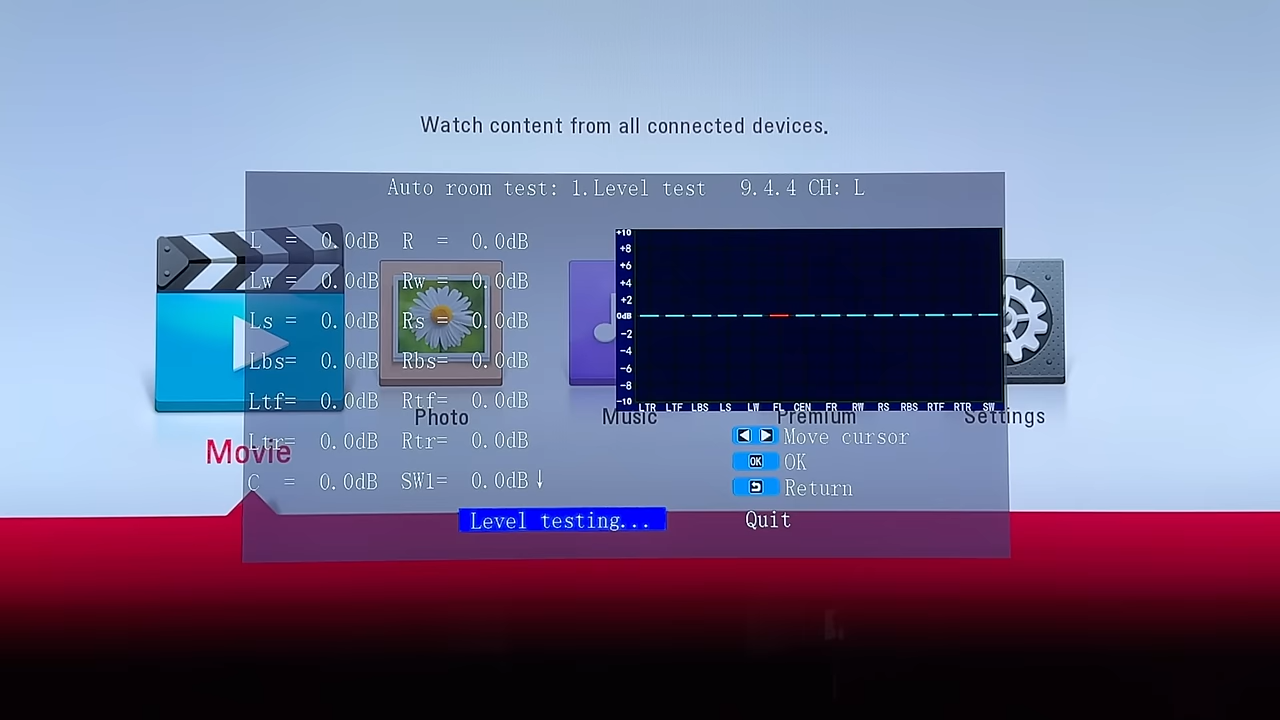 Watch content from all connected devices.
Auto room test: 1.Level test 9.4.4 CH: L
L = 0.0dB R = 0.0dB
Lw = 0.0dB Rw = 0.0dB
Ls = 0.0dB Rs = 0.0dB
Lbs= 0.0dB Rbs= 0.0dB
Ltf= 0.0dB Rtf= 0.0dB
Ltr= 0.0dB Rtr= 0.0dB
C = 0.0dB SW1= 0.0dB↓
+10
+8
+6
+4
+2
0dB
-2
-4
-6
-8
-10
LTR LTF LBS LS LW FL CEN FR RW RS RBS RTF RTR SW
Movie
Photo
Music
Premium
Settings
Move cursor
OK OK
Return
Level testing... Quit